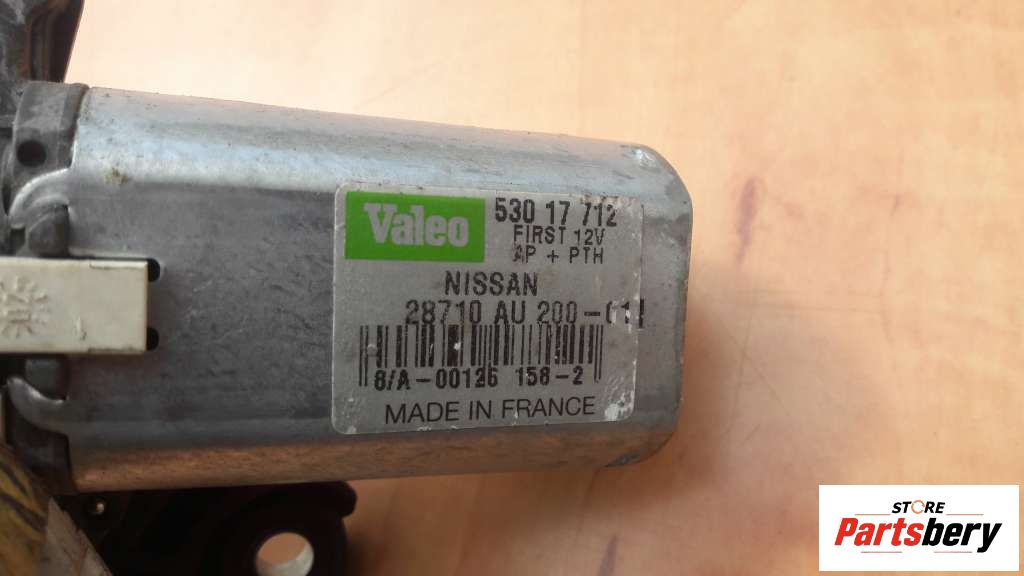 Valeo
530 17 712
FIRST 12V
AP + PTH
NISSAN
28710 AU 200-01
8/A-00126 158-2
MADE IN FRANCE
STORE
Partsbery